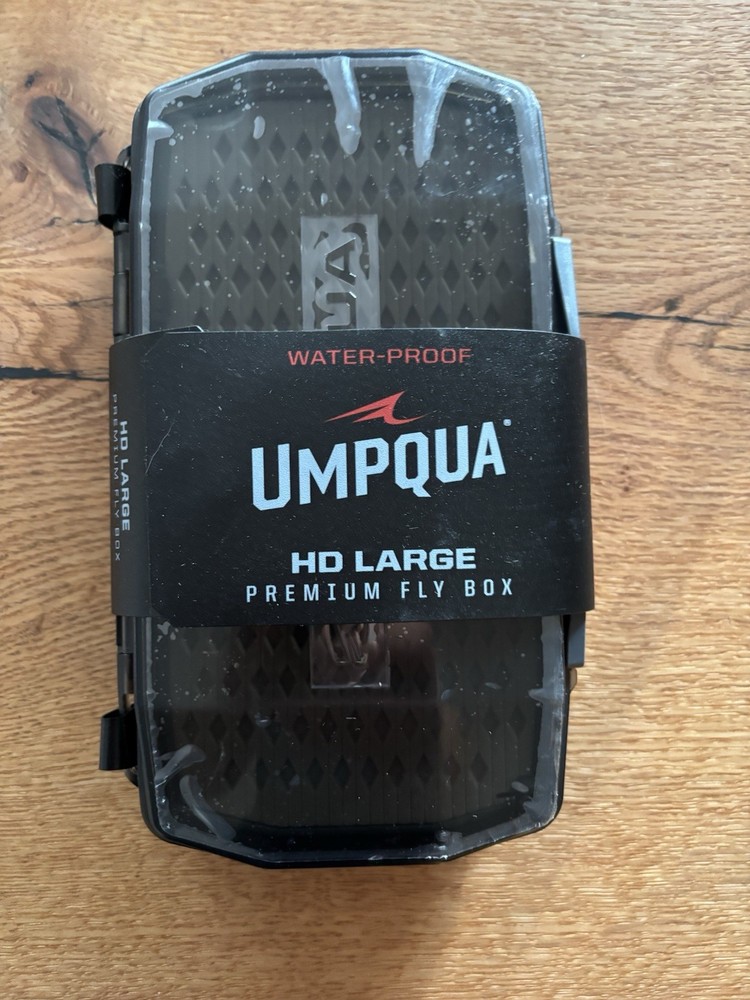 WATER-PROOF
UMPQUA
HD LARGE
PREMIUM FLY BOX
HD LARGE
PREMIUM FLY BOX